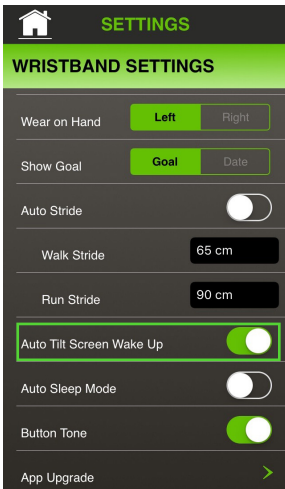 SETTINGS
WRISTBAND SETTINGS
Wear on Hand Left Right
Show Goal Goal Date
Auto Stride
Walk Stride 65 cm
Run Stride 90 cm
Auto Tilt Screen Wake Up
Auto Sleep Mode
Button Tone
App Upgrade >